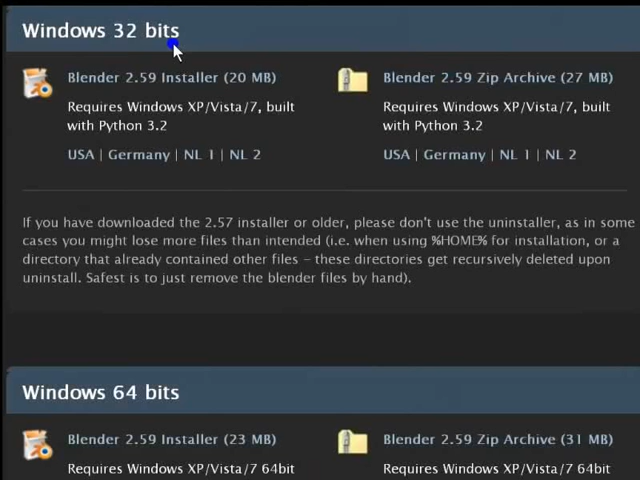 Windows 32 bits
Blender 2.59 Installer (20 MB)
Requires Windows XP/Vista/7, built
with Python 3.2
USA | Germany | NL 1 | NL 2
Blender 2.59 Zip Archive (27 MB)
Requires Windows XP/Vista/7, built
with Python 3.2
USA | Germany | NL 1 | NL 2
If you have downloaded the 2.57 installer or older, please don't use the uninstaller, as in some
cases you might lose more files than intended (i.e. when using %HOME% for installation, or a
directory that already contained other files – these directories get recursively deleted upon
uninstall. Safest is to just remove the blender files by hand).
Windows 64 bits
Blender 2.59 Installer (23 MB)
Requires Windows XP/Vista/7 64bit
Blender 2.59 Zip Archive (31 MB)
Requires Windows XP/Vista/7 64bit